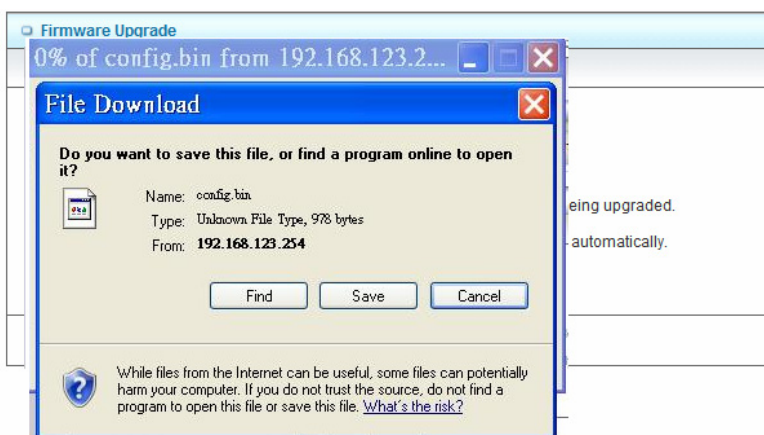 Firmware Upgrade
0% of config.bin from 192.168.123.2...
File Download
Do you want to save this file, or find a program online to open
it?
Name: config.bin
Type: Unknown File Type, 978 bytes
From: 192.168.123.254
eing upgraded.
automatically.
Find Save Cancel
While files from the Internet can be useful, some files can potentially
harm your computer. If you do not trust the source, do not find a
program to open this file or save this file. What's the risk?